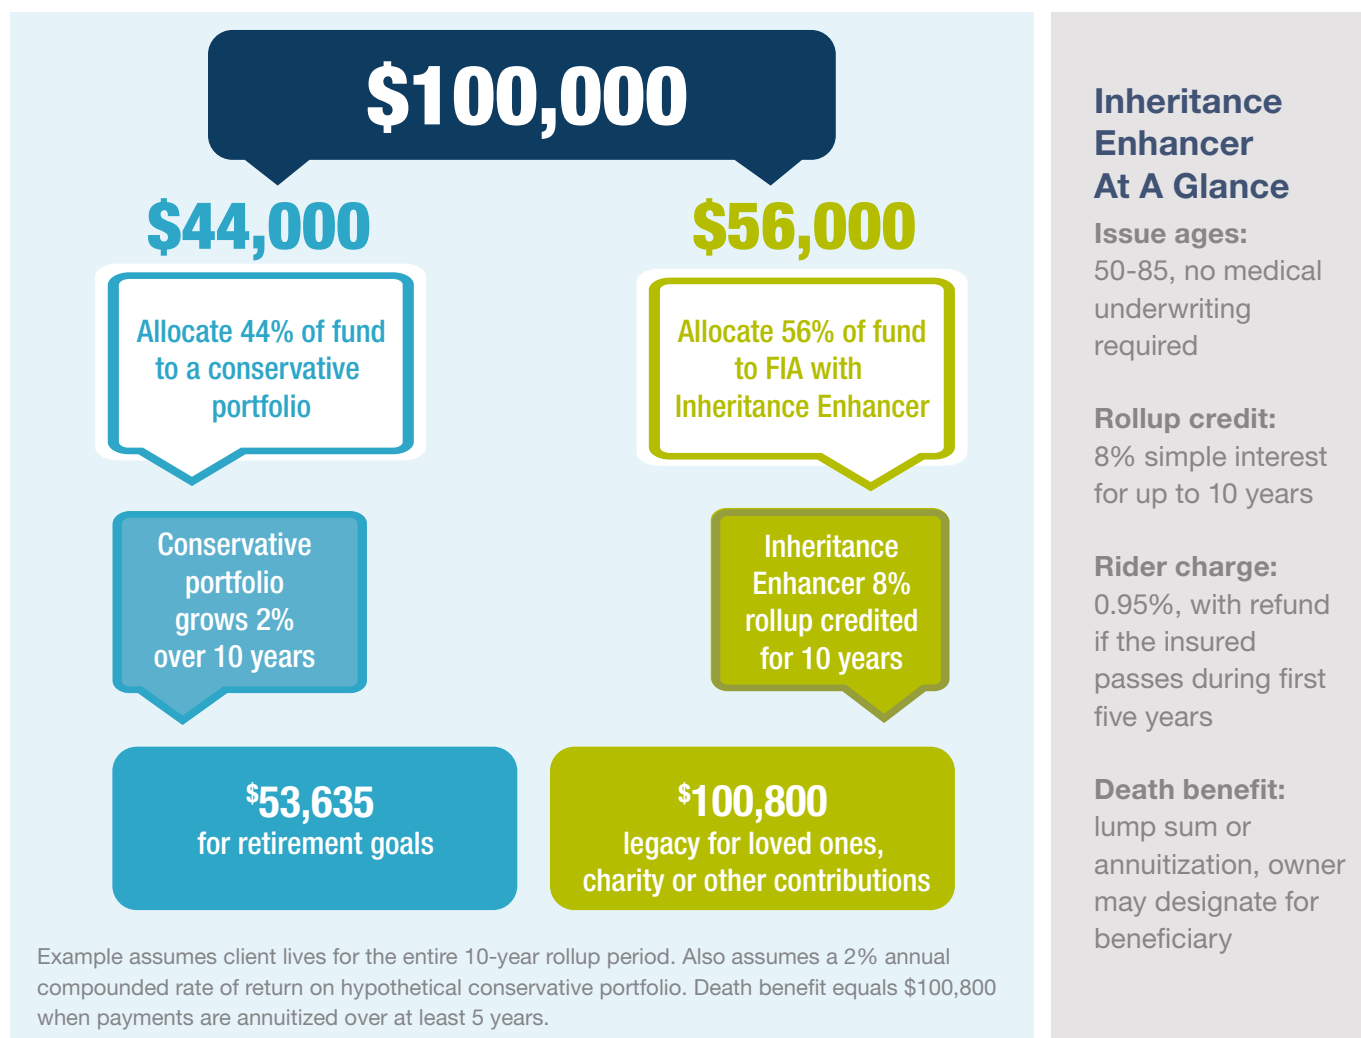 $100,000
$44,000
Allocate 44% of fund
to a conservative
portfolio
Conservative
portfolio
grows 2%
over 10 years
$53,635
for retirement goals
$56,000
Allocate 56% of fund
to FIA with
Inheritance Enhancer
Inheritance
Enhancer 8%
rollup credited
for 10 years
$100,800
legacy for loved ones,
charity or other contributions
Example assumes client lives for the entire 10-year rollup period. Also assumes a 2% annual
compounded rate of return on hypothetical conservative portfolio. Death benefit equals $100,800
when payments are annuitized over at least 5 years.
Inheritance
Enhancer
At A Glance
Issue ages:
50-85, no medical
underwriting
required
Rollup credit:
8% simple interest
for up to 10 years
Rider charge:
0.95%, with refund
if the insured
passes during first
five years
Death benefit:
lump sum or
annuitization, owner
may designate for
beneficiary